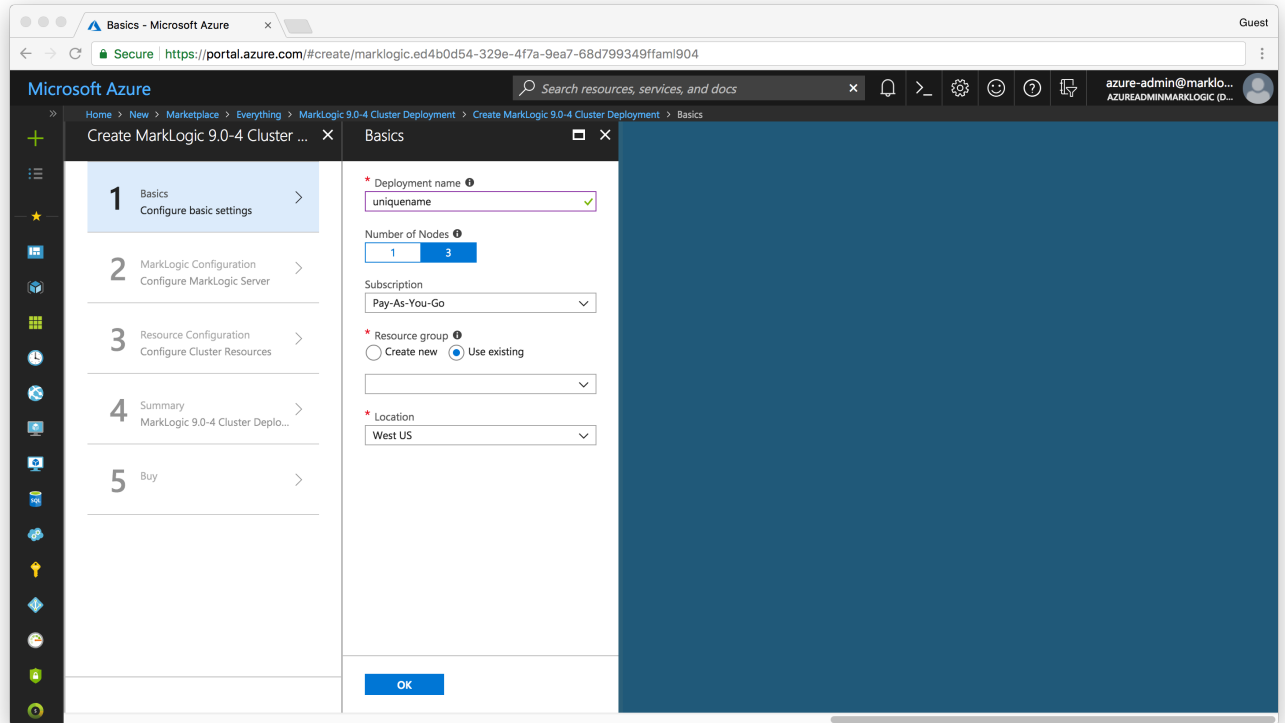 Basics - Microsoft Azure
Guest
Secure https://portal.azure.com/#create/marklogic.ed4b0d54-329e-4f7a-9ea7-68d799349ffaml904
Microsoft Azure
Search resources, services, and docs
azure-admin@marklo...
AZUREADMINMARKLOGIC (D...
Home > New > Marketplace > Everything > MarkLogic 9.0-4 Cluster Deployment > Create MarkLogic 9.0-4 Cluster Deployment > Basics
Create MarkLogic 9.0-4 Cluster ...
1
Basics
Configure basic settings
2
MarkLogic Configuration
Configure MarkLogic Server
3
Resource Configuration
Configure Cluster Resources
4
Summary
MarkLogic 9.0-4 Cluster Deplo...
5
Buy
Basics
* Deployment name
uniquename
Number of Nodes
1 3
Subscription
Pay-As-You-Go
* Resource group
Create new Use existing
* Location
West US
OK
SQL